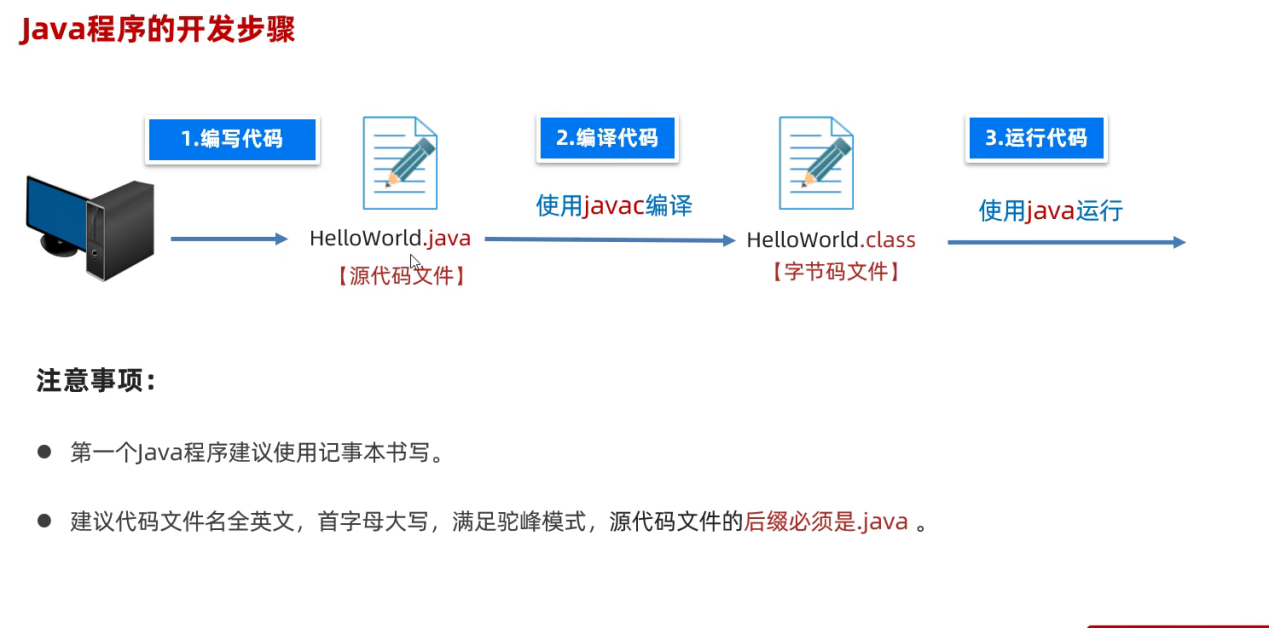 Java程序的开发步骤
1.编写代码
2.编译代码
3.运行代码
使用javac编译
使用java运行
HelloWorld.java
HelloWorld.class
【源代码文件】
【字节码文件】
注意事项：
● 第一个Java程序建议使用记事本书写。
● 建议代码文件名全英文，首字母大写，满足驼峰模式，源代码文件的后缀必须是.java 。